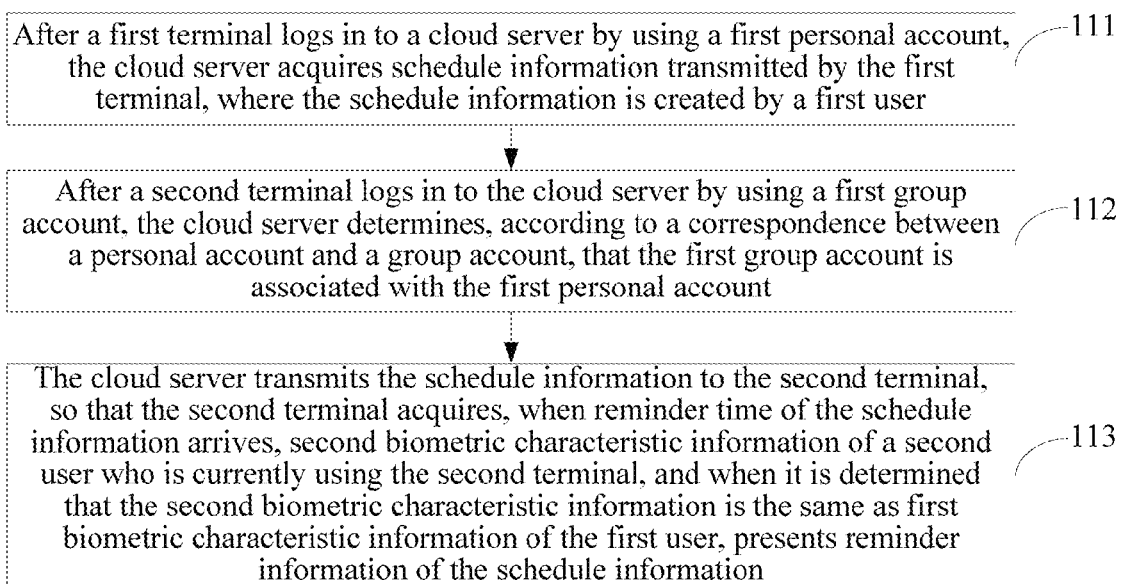 After a first terminal logs in to a cloud server by using a first personal account,
the cloud server acquires schedule information transmitted by the first
terminal, where the schedule information is created by a first user
111
After a second terminal logs in to the cloud server by using a first group
account, the cloud server determines, according to a correspondence between
a personal account and a group account, that the first group account is
associated with the first personal account
112
The cloud server transmits the schedule information to the second terminal,
so that the second terminal acquires, when reminder time of the schedule
information arrives, second biometric characteristic information of a second
user who is currently using the second terminal, and when it is determined
that the second biometric characteristic information is the same as first
biometric characteristic information of the first user, presents reminder
information of the schedule information
113